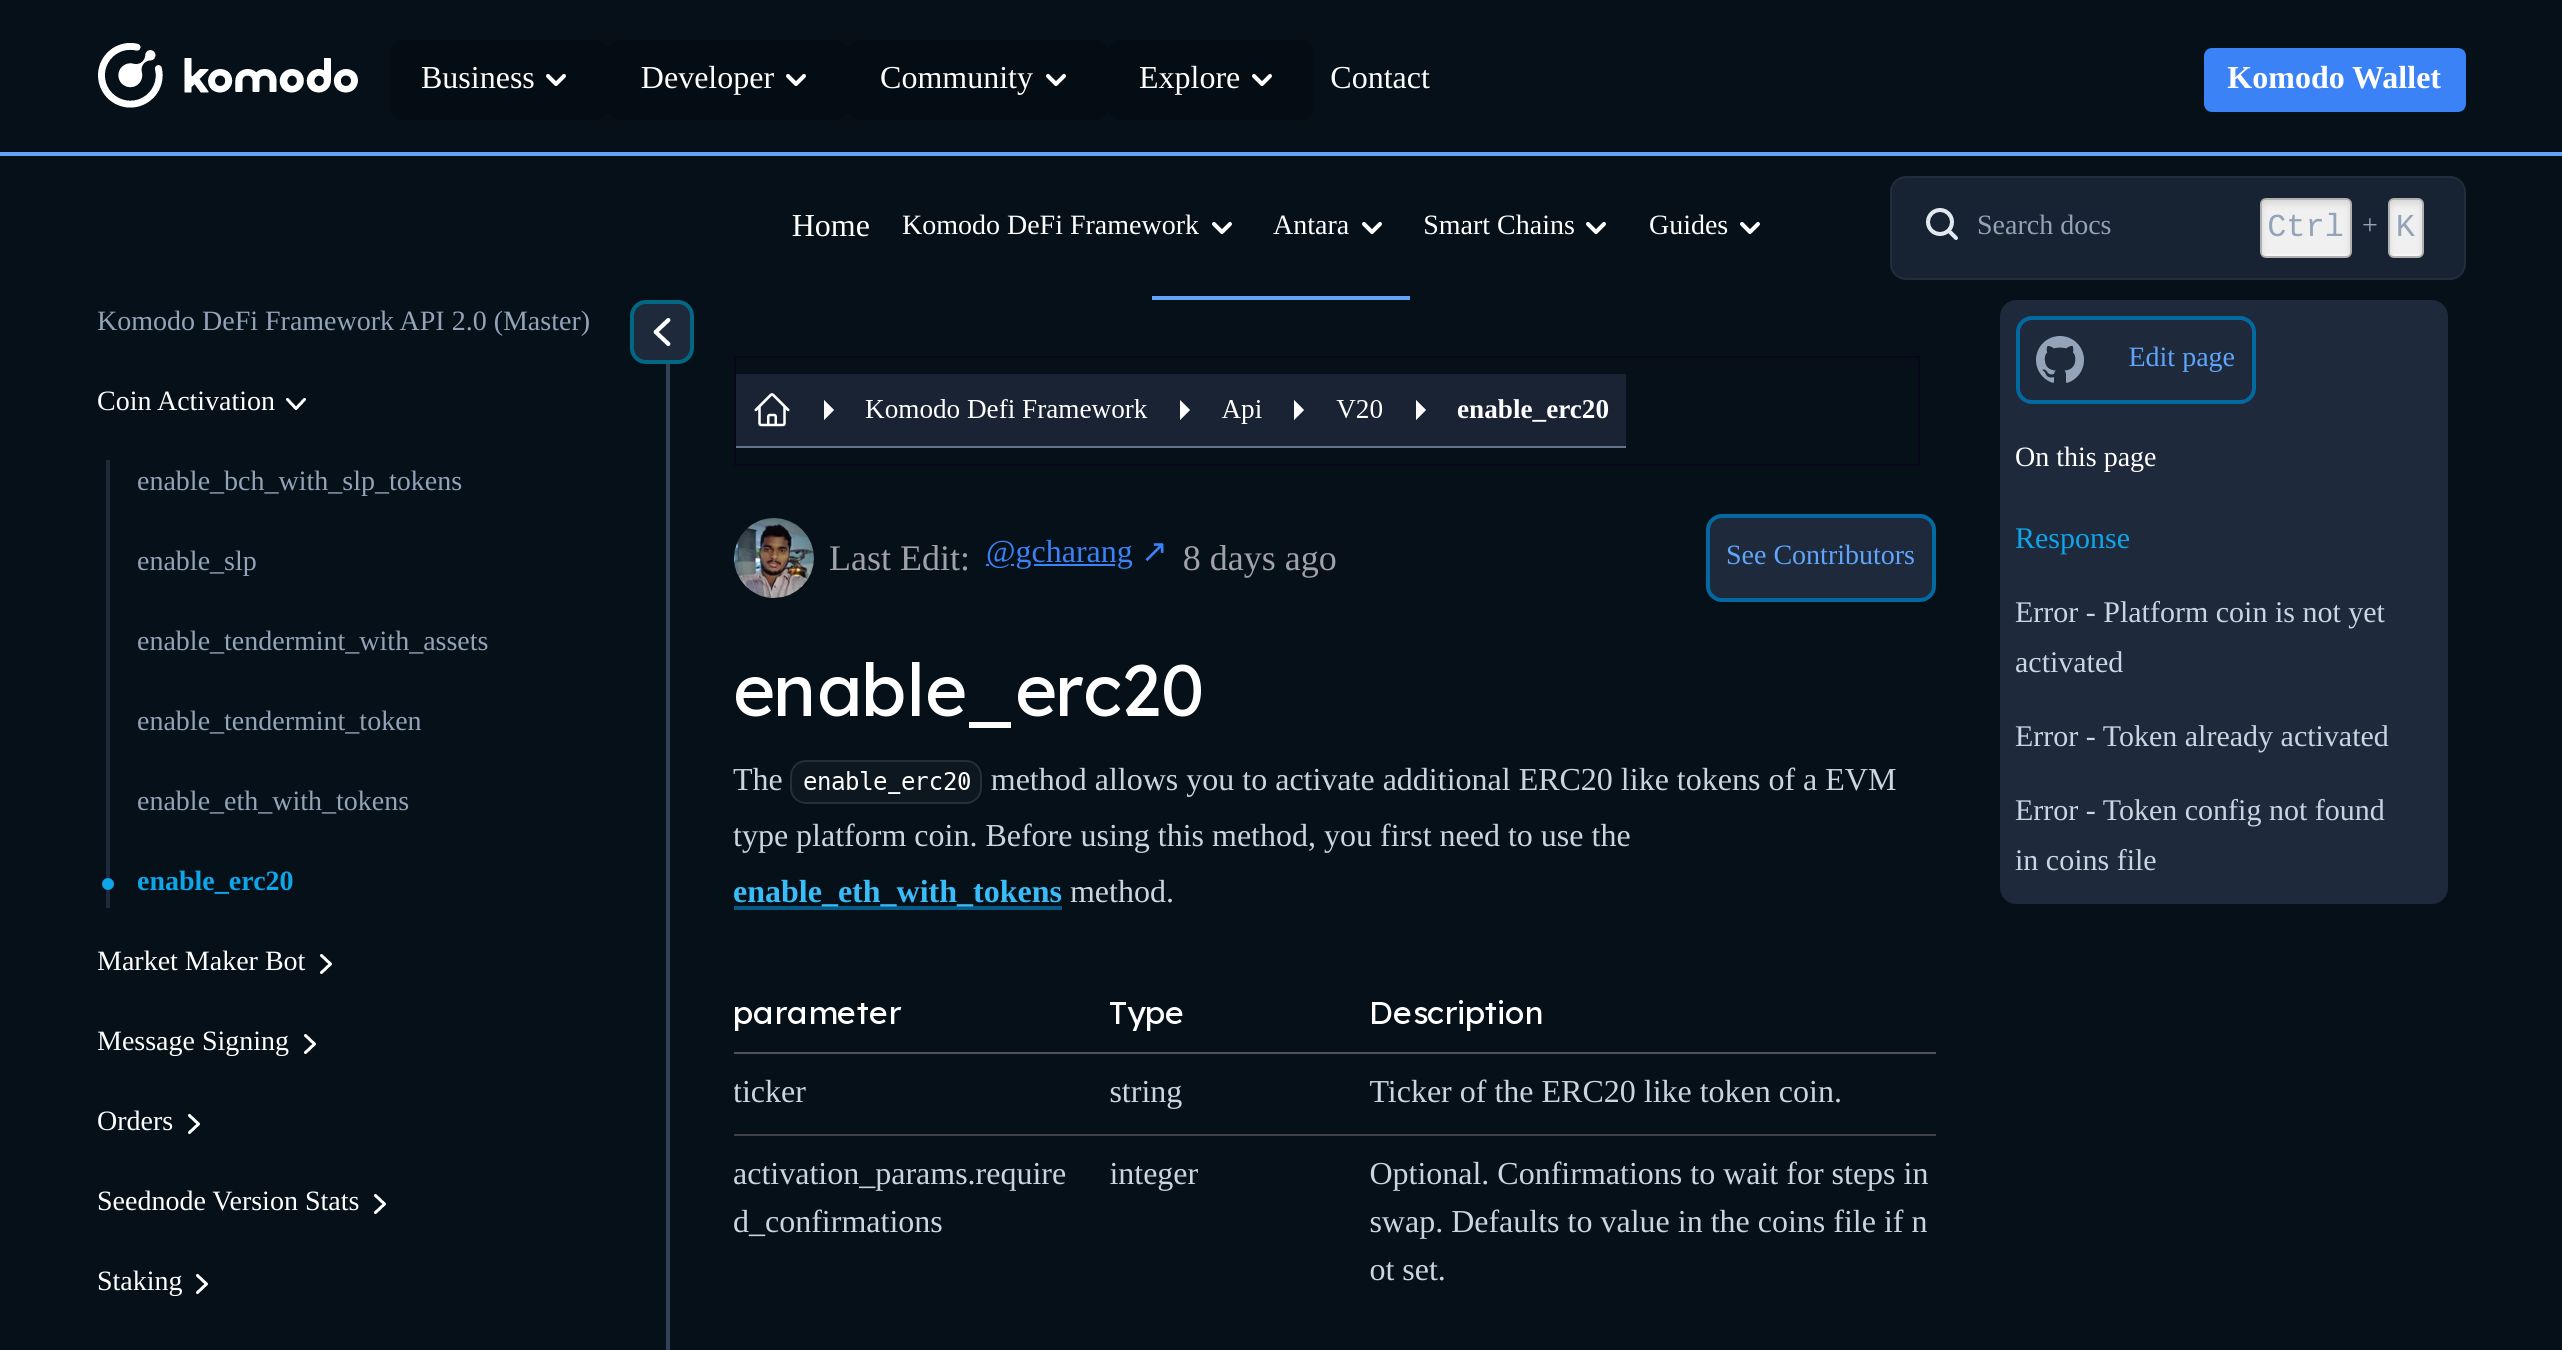 komodo
Business
Developer
Community
Explore
Contact
Komodo Wallet
Home
Komodo DeFi Framework
Antara
Smart Chains
Guides
Search docs
Ctrl + K
Komodo DeFi Framework API 2.0 (Master)
Coin Activation
enable_bch_with_slp_tokens
enable_slp
enable_tendermint_with_assets
enable_tendermint_token
enable_eth_with_tokens
enable_erc20
Market Maker Bot
Message Signing
Orders
Seednode Version Stats
Staking
Komodo Defi Framework
Api
V20
enable_erc20
Last Edit: @gcharang ↗ 8 days ago
See Contributors
enable_erc20
The enable_erc20 method allows you to activate additional ERC20 like tokens of a EVM
type platform coin. Before using this method, you first need to use the
enable_eth_with_tokens method.
parameter Type Description
ticker string Ticker of the ERC20 like token coin.
activation_params.require integer Optional. Confirmations to wait for steps in
d_confirmations swap. Defaults to value in the coins file if n
ot set.
Edit page
On this page
Response
Error - Platform coin is not yet
activated
Error - Token already activated
Error - Token config not found
in coins file